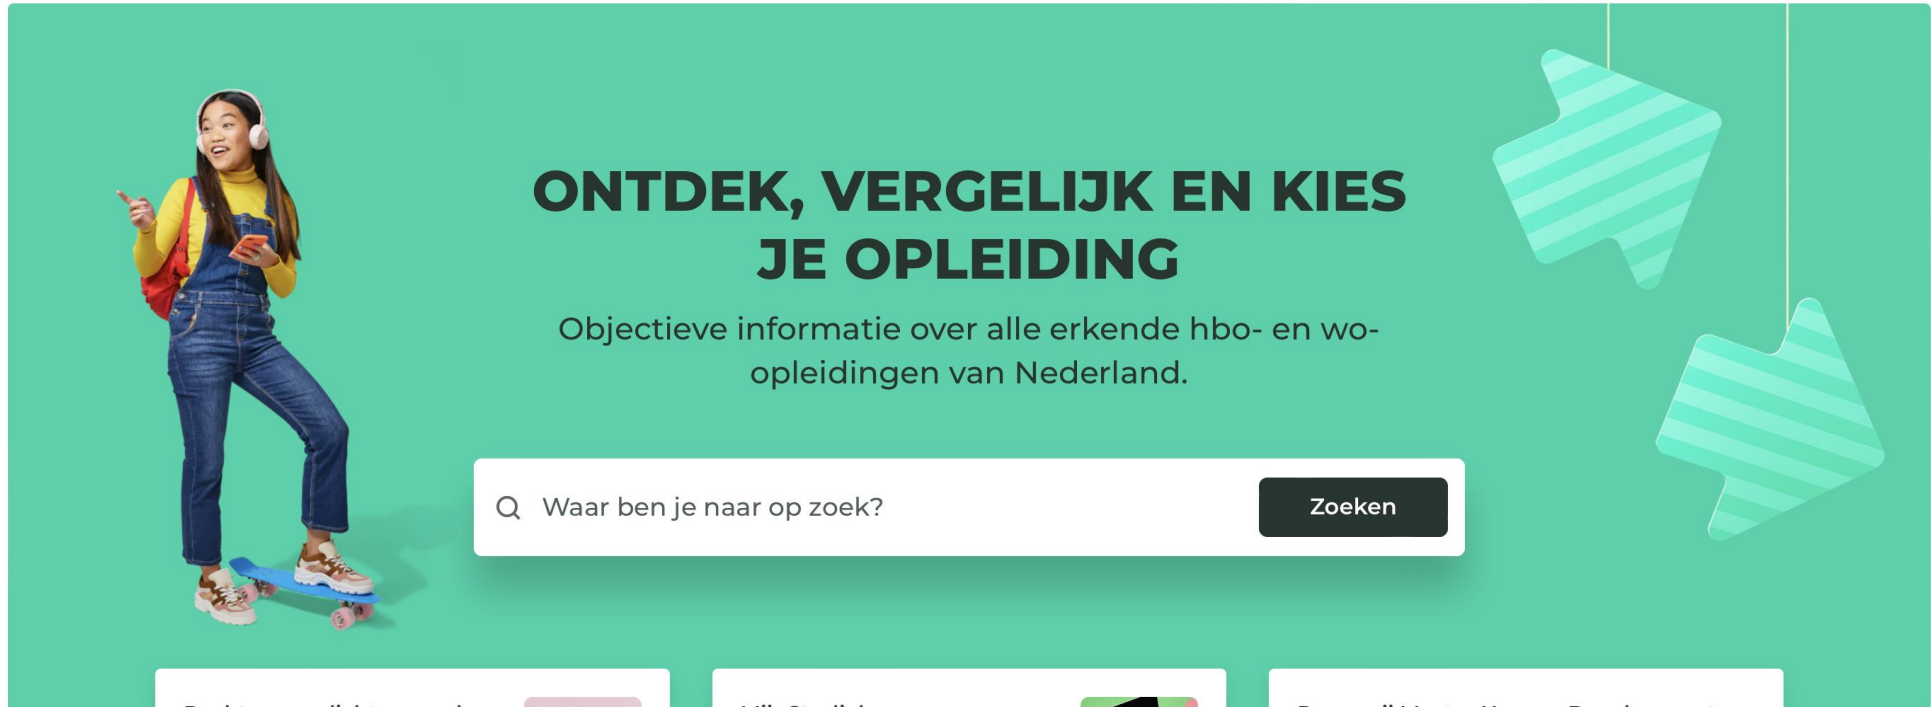 ONTDEK, VERGELIJK EN KIES
JE OPLEIDING
Objectieve informatie over alle erkende hbo- en wo-
opleidingen van Nederland.
Waar ben je naar op zoek?
Zoeken